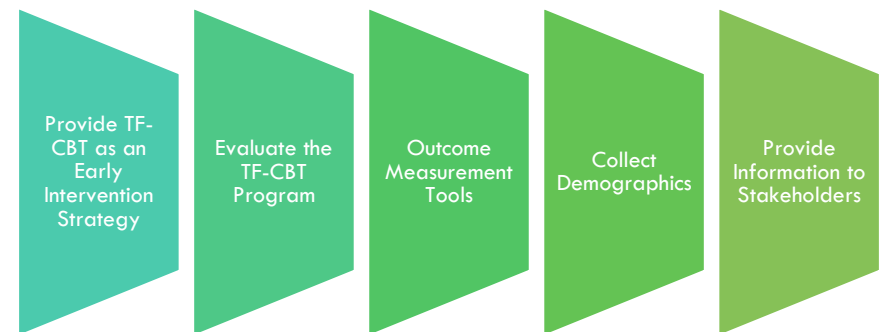 Provide TF-
CBT as an
Early
Intervention
Strategy
Evaluate the
TF-CBT
Program
Outcome
Measurement
Tools
Collect
Demographics
Provide
Information to
Stakeholders